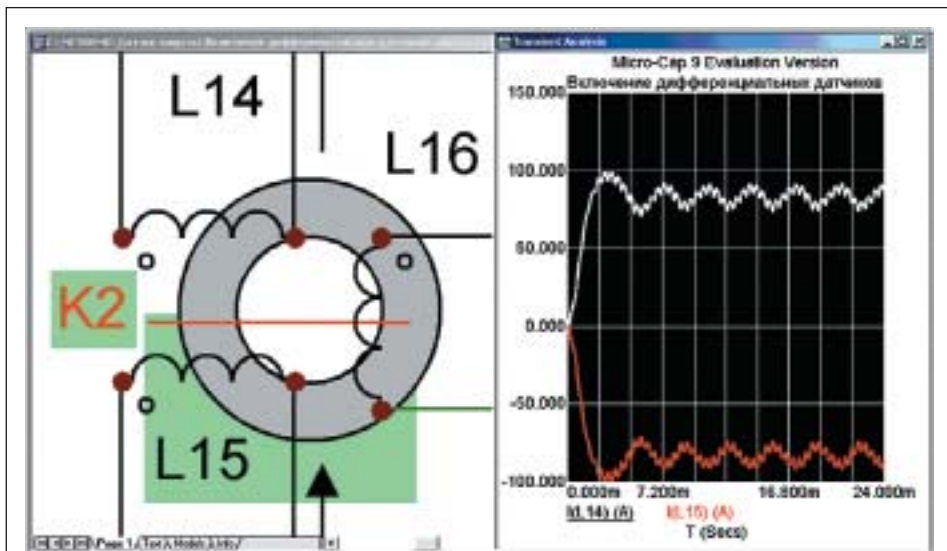 L14
L16
K2
L15
Transient Analysis
Micro-Cap 9 Evaluation Version
Включение дифференциальных датчиков
150.000
100.000
50.000
0.000
-50.000
-100.000
0.000m 7.200m 16.800m 24.000m
I(L14) (A) I(L15) (A)
T (Secs)